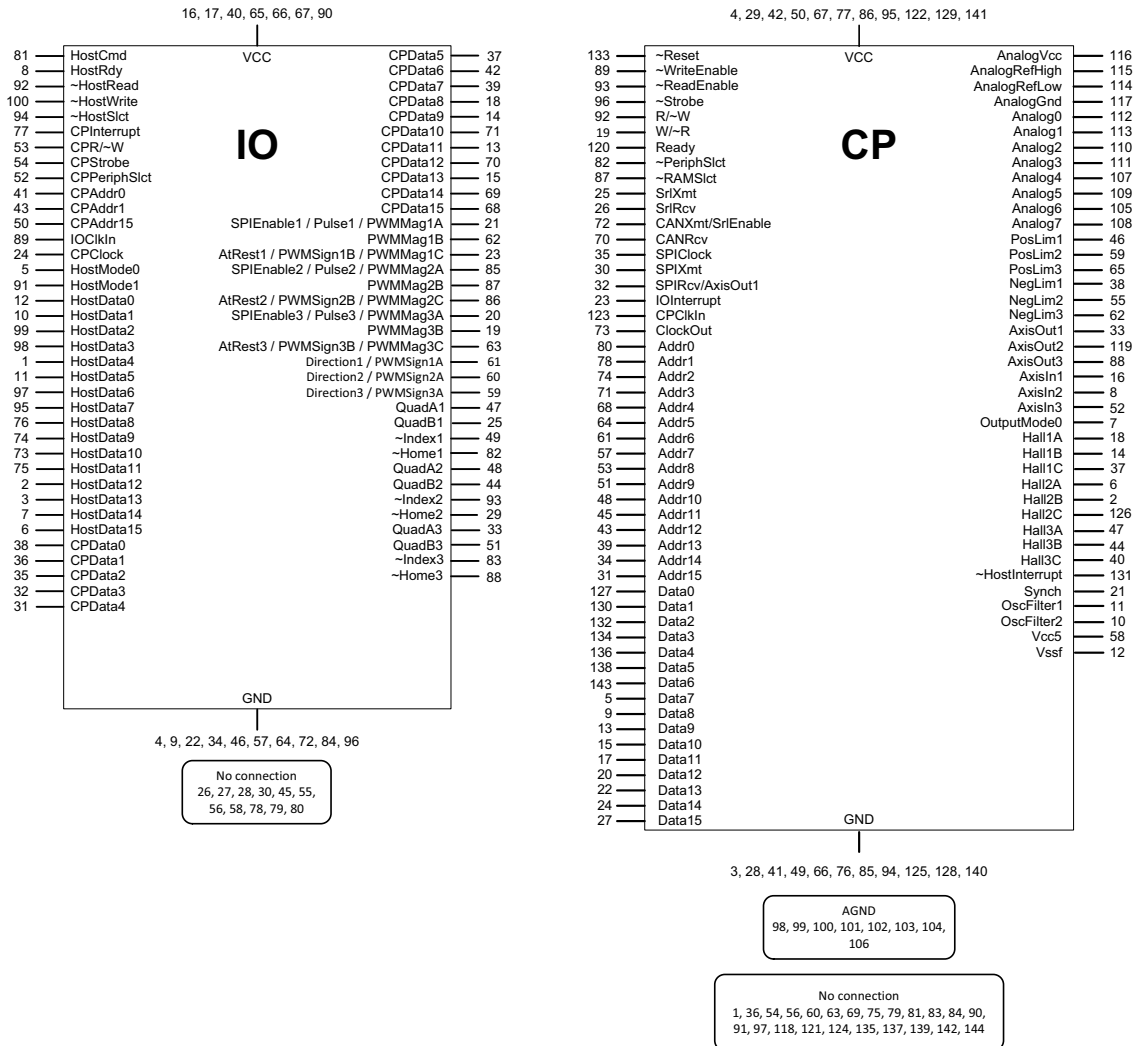 16, 17, 40, 65, 66, 67, 90
VCC
IO
81 HostCmd
8 HostRdy
92 ~HostRead
100 ~HostWrite
94 ~HostSlct
77 CPInterrupt
53 CPR/~W
54 CPStrobe
52 CPPeriphSlct
41 CPAddr0
43 CPAddr1
50 CPAddr15
89 IOClkIn
24 CPClock
5 HostMode0
91 HostMode1
12 HostData0
10 HostData1
99 HostData2
98 HostData3
1 HostData4
11 HostData5
97 HostData6
95 HostData7
76 HostData8
74 HostData9
73 HostData10
75 HostData11
2 HostData12
3 HostData13
7 HostData14
6 HostData15
38 CPData0
36 CPData1
35 CPData2
32 CPData3
31 CPData4
CPData5 37
CPData6 42
CPData7 39
CPData8 18
CPData9 14
CPData10 71
CPData11 13
CPData12 70
CPData13 15
CPData14 69
CPData15 68
SPIEnable1 / Pulse1 / PWMMag1A 21
PWMMag1B 62
AtRest1 / PWMSign1B / PWMMag1C 23
SPIEnable2 / Pulse2 / PWMMag2A 85
PWMMag2B 87
AtRest2 / PWMSign2B / PWMMag2C 86
SPIEnable3 / Pulse3 / PWMMag3A 20
PWMMag3B 19
AtRest3 / PWMSign3B / PWMMag3C 63
Direction1 / PWMSign1A 61
Direction2 / PWMSign2A 60
Direction3 / PWMSign3A 59
QuadA1 47
QuadB1 25
~Index1 49
~Home1 82
QuadA2 48
QuadB2 44
~Index2 93
~Home2 29
QuadA3 33
QuadB3 51
~Index3 83
~Home3 88
GND
4, 9, 22, 34, 46, 57, 64, 72, 84, 96
No connection
26, 27, 28, 30, 45, 55,
56, 58, 78, 79, 80
4, 29, 42, 50, 67, 77, 86, 95, 122, 129, 141
VCC
CP
133 ~Reset
89 ~WriteEnable
93 ~ReadEnable
96 ~Strobe
92 R/~W
19 W/~R
120 Ready
82 ~PeriphSlct
87 ~RAMSlct
25 SrlXmt
26 SrlRcv
72 CANXmt/SrlEnable
70 CANRcv
35 SPIClock
30 SPIXmt
32 SPIRcv/AxisOut1
23 IOInterrupt
123 CPClkIn
73 ClockOut
80 Addr0
78 Addr1
74 Addr2
71 Addr3
68 Addr4
64 Addr5
61 Addr6
57 Addr7
53 Addr8
51 Addr9
48 Addr10
45 Addr11
43 Addr12
39 Addr13
34 Addr14
31 Addr15
127 Data0
130 Data1
132 Data2
134 Data3
136 Data4
138 Data5
143 Data6
5 Data7
9 Data8
13 Data9
15 Data10
17 Data11
20 Data12
22 Data13
24 Data14
27 Data15
AnalogVcc 116
AnalogRefHigh 115
AnalogRefLow 114
AnalogGnd 117
Analog0 112
Analog1 113
Analog2 110
Analog3 111
Analog4 107
Analog5 109
Analog6 105
Analog7 108
PosLim1 46
PosLim2 59
PosLim3 65
NegLim1 38
NegLim2 55
NegLim3 62
AxisOut1 33
AxisOut2 119
AxisOut3 88
AxisIn1 16
AxisIn2 8
AxisIn3 52
OutputMode0 7
Hall1A 18
Hall1B 14
Hall1C 37
Hall2A 6
Hall2B 2
Hall2C 126
Hall3A 47
Hall3B 44
Hall3C 40
~HostInterrupt 131
Synch 21
OscFilter1 11
OscFilter2 10
Vcc5 58
Vssf 12
GND
3, 28, 41, 49, 66, 76, 85, 94, 125, 128, 140
AGND
98, 99, 100, 101, 102, 103, 104,
106
No connection
1, 36, 54, 56, 60, 63, 69, 75, 79, 81, 83, 84, 90,
91, 97, 118, 121, 124, 135, 137, 139, 142, 144